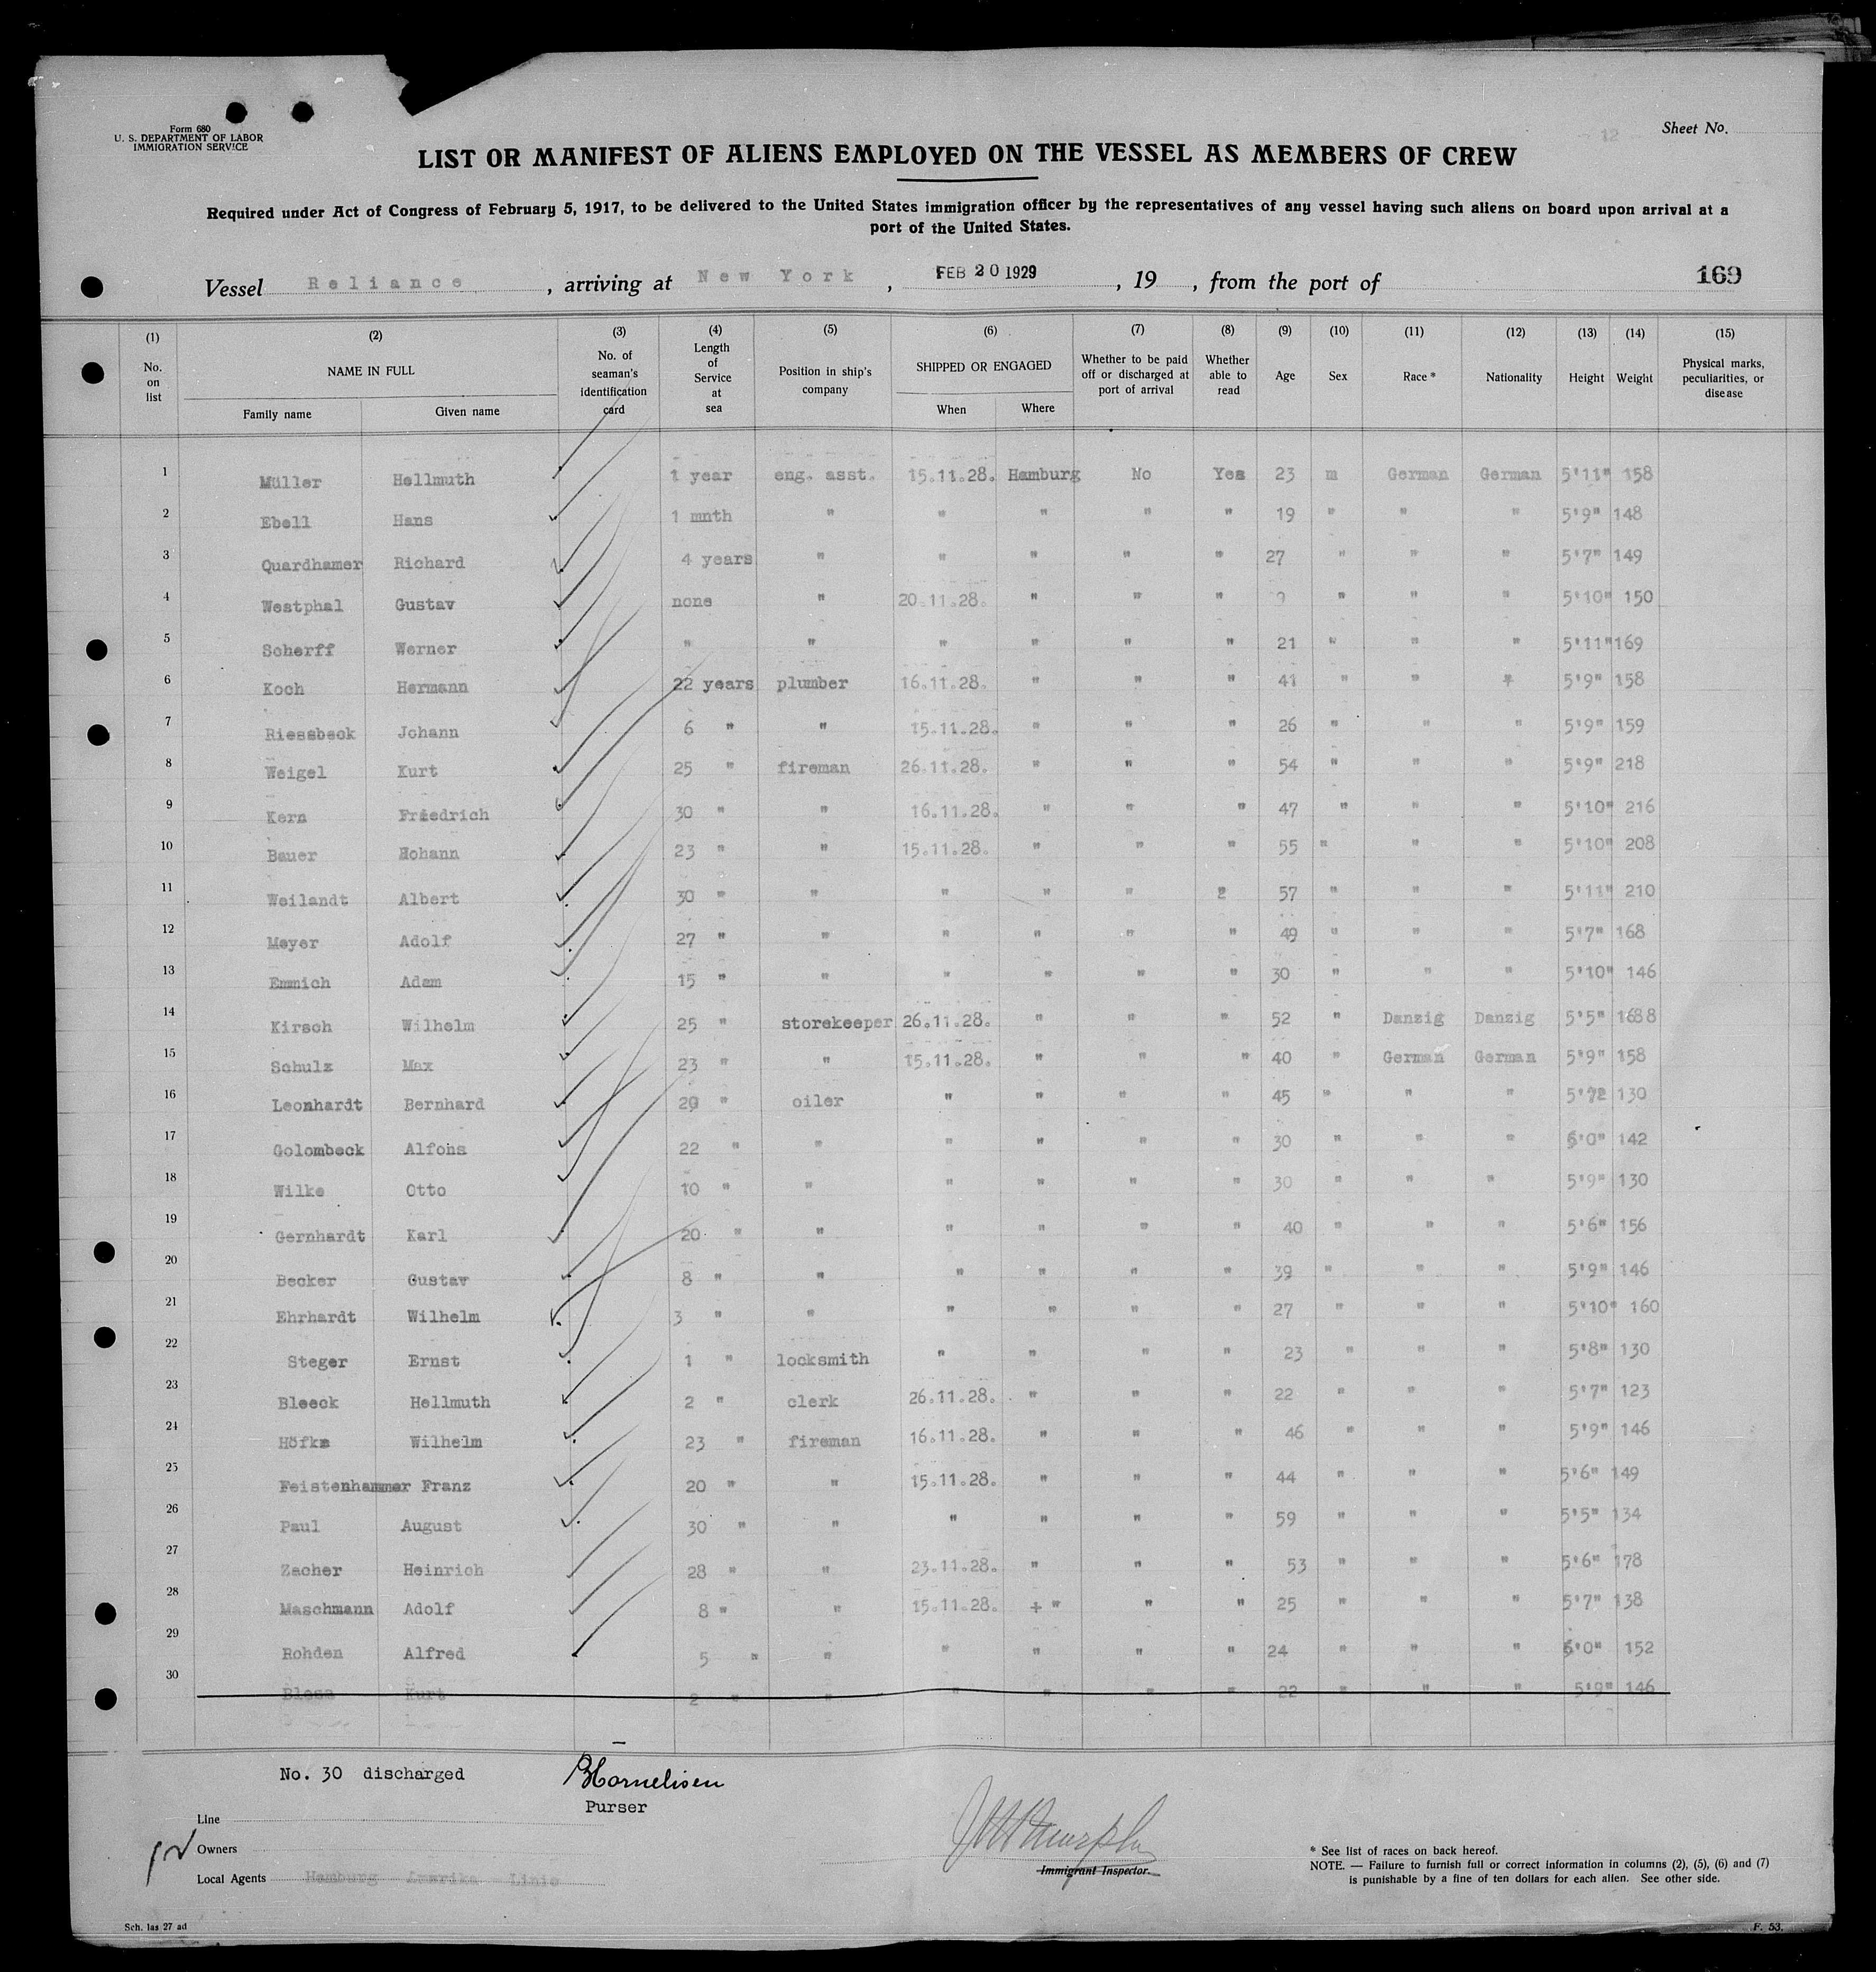 Form 680
U. S. DEPARTMENT OF LABOR
IMMIGRATION SERVICE
12
Sheet No.
LIST OR MANIFEST OF ALIENS EMPLOYED ON THE VESSEL AS MEMBERS OF CREW
Required under Act of Congress of February 5, 1917, to be delivered to the United States immigration officer by the representatives of any vessel having such aliens on board upon arrival at a
port of the United States.
Vessel Reliance, arriving at New York, FEB 20 1929, 19 , from the port of 169
(1) (2) (3) (4) (5) (6) (7) (8) (9) (10) (11) (12) (13) (14) (15)
No. on list NAME IN FULL Family name Given name No. of seaman's identification card Length of Service at sea Position in ship's company SHIPPED OR ENGAGED When Where Whether to be paid off or discharged at port of arrival Whether able to read Age Sex Race * Nationality Height Weight Physical marks, peculiarities, or disease
1 Müller Hellmuth 1 year eng. asst. 15.11.28. Hamburg No Yes 23 m German German 5'11" 158
2 Ebell Hans 1 mnth " " " " " 19 " " " 5'9" 148
3 Quardhamer Richard 4 years " " " " " 27 " " " 5'7" 149
4 Westphal Gustav none " 20.11.28. " " " 9 " " " 5'10" 150
5 Scherff Werner " " " " " " 21 " " " 5'11" 169
6 Koch Hermann 22 years plumber 16.11.28. " " " 41 " " " 5'9" 158
7 Riessbeck Johann 6 " " 15.11.28. " " " 26 " " " 5'9" 159
8 Weigel Kurt 25 " fireman 26.11.28. " " " 54 " " " 5'9" 218
9 Kern Friedrich 30 " " 16.11.28. " " " 47 " " " 5'10" 216
10 Bauer Hohann 23 " " 15.11.28. " " " 55 " " " 5'10" 208
11 Weilandt Albert 30 " " " " " 2 57 " " " 5'11" 210
12 Meyer Adolf 27 " " " " " " 49 " " " 5'7" 168
13 Emmich Adam 15 " " " " " " 30 " " " 5'10" 146
14 Kirsch Wilhelm 25 " storekeeper 26.11.28. " " " 52 " Danzig Danzig 5'5" 1688
15 Schulz Max 23 " " 15.11.28. " " " 40 " German German 5'9" 158
16 Leonhardt Bernhard 29 " oiler " " " " 45 " " " 5'72 130
17 Golombeck Alfons 22 " " " " " " 30 " " " 6'0" 142
18 Wilke Otto 10 " " " " " " 30 " " " 5'9" 130
19 Gernhardt Karl 20 " " " " " " 40 " " " 5'6" 156
20 Becker Gustav 8 " " " " " " 39 " " " 5'9" 146
21 Ehrhardt Wilhelm 3 " " " " " " 27 " " " 5'10" 160
22 Steger Ernst 1 " locksmith " " " " 23 " " " 5'8" 130
23 Bleeck Hellmuth 2 " clerk 26.11.28. " " " 22 " " " 5'7" 123
24 Höfke Wilhelm 23 " fireman 16.11.28. " " " 46 " " " 5'9" 146
25 Feistenhammer Franz 20 " " 15.11.28. " " " 44 " " " 5'6" 149
26 Paul August 30 " " " " " " 59 " " " 5'5" 134
27 Zacher Heinrich 28 " " 23.11.28. " " " 53 " " " 5'6" 178
28 Maschmann Adolf 8 " " 15.11.28. + " " " 25 " " " 5'7" 138
29 Rohden Alfred 5 " " " " " " 24 " " " 6'0" 152
30 Bless Kurt 2 " " " " " " 22 " " " 5'9" 146
No. 30 discharged
Purser
Line
Owners
Local Agents Hamburg - Amerika - Linie
Immigrant Inspector.
* See list of races on back hereof.
NOTE. — Failure to furnish full or correct information in columns (2), (5), (6) and (7)
is punishable by a fine of ten dollars for each alien. See other side.
Sch. las 27 ad
F. 53.